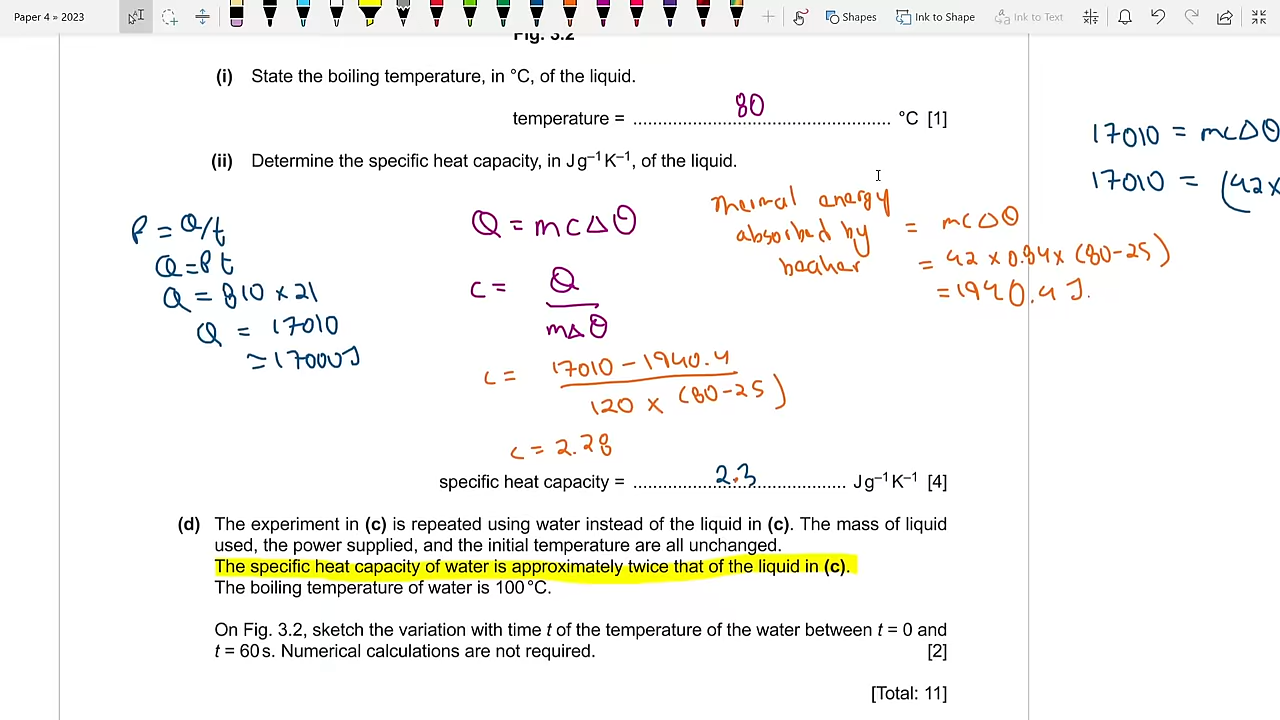 Paper 4 » 2023
Shapes
Ink to Shape
Ink to Text
Fig. 3.2
(i) State the boiling temperature, in °C, of the liquid.
80
temperature = .................................................. °C [1]
17010 = mcΔθ
(ii) Determine the specific heat capacity, in J g⁻¹ K⁻¹, of the liquid.
17010 = (42×
P = Q/t
Q = Pt
Q = 810 × 21
Q = 17010
≈ 17000J
Q = mcΔθ
c = Q
mΔθ
c = 17010 - 1940.4
120 × (80-25)
c = 2.28
Thermal energy
absorbed by
beaker
= mcΔθ
= 42 × 0.84 × (80-25)
= 1940.4 J.
2.3
specific heat capacity = ......................................... J g⁻¹ K⁻¹ [4]
(d) The experiment in (c) is repeated using water instead of the liquid in (c). The mass of liquid
used, the power supplied, and the initial temperature are all unchanged.
The specific heat capacity of water is approximately twice that of the liquid in (c).
The boiling temperature of water is 100 °C.
On Fig. 3.2, sketch the variation with time t of the temperature of the water between t = 0 and
t = 60 s. Numerical calculations are not required. [2]
[Total: 11]